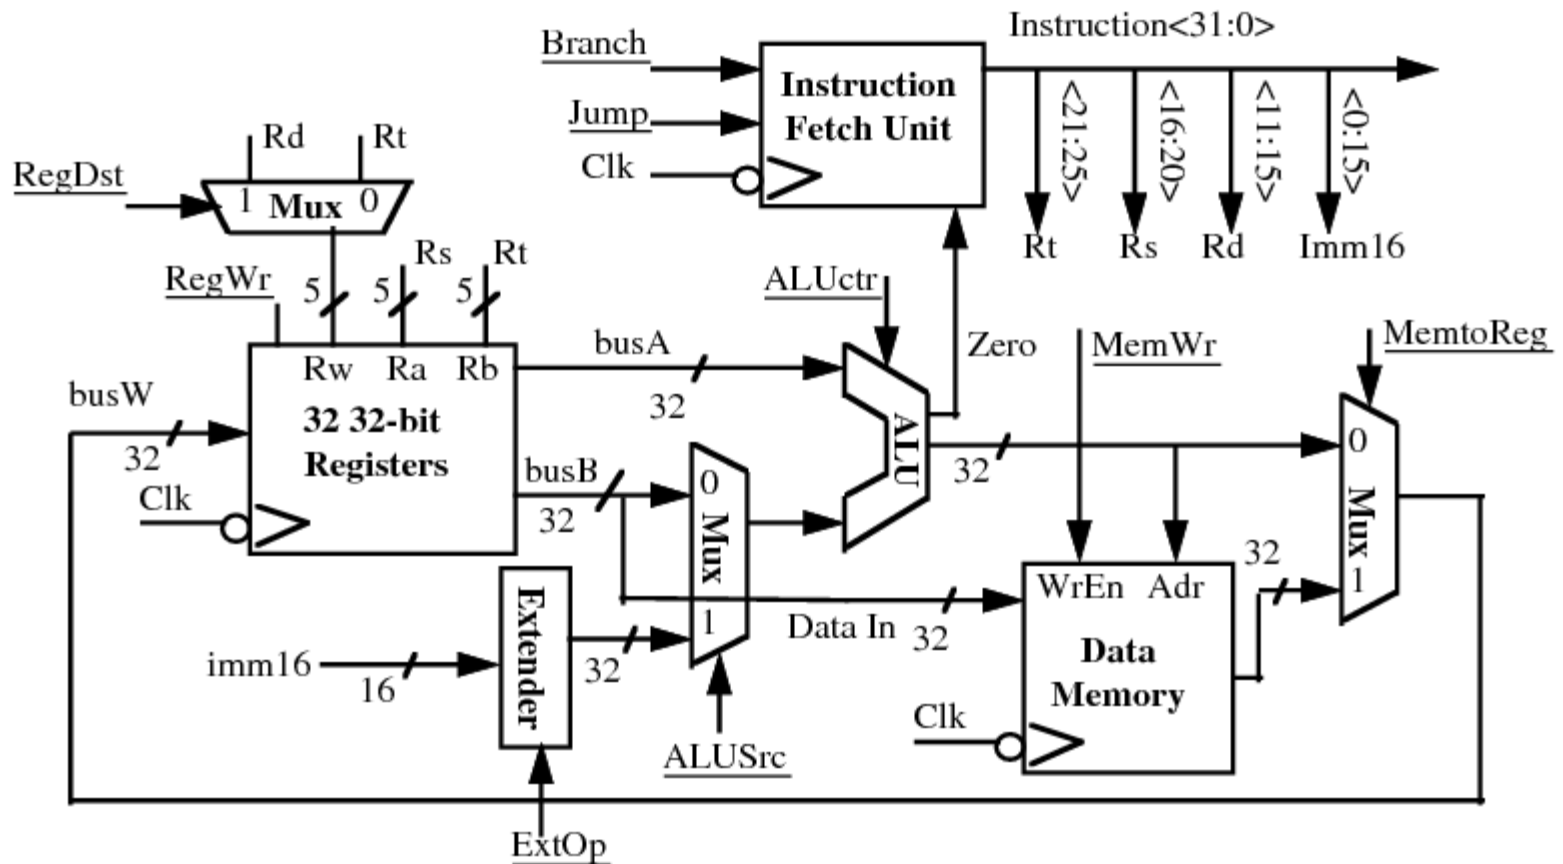 Instruction<31:0>
Branch
Instruction
Fetch Unit
Jump
Clk
<21:25>
<16:20>
<11:15>
<0:15>
Rt
Rs
Rd
Imm16
Rd
Rt
RegDst
1 Mux 0
RegWr
5
5
Rs
5
Rt
ALUctr
Zero
MemWr
MemtoReg
busW
32
Rw Ra Rb
32 32-bit
Registers
Clk
busA
32
busB
32
0
Mux
1
ALU
32
0
Mux
1
32
WrEn Adr
Data In
32
Data
Memory
Clk
imm16
16
Extender
32
ALUSrc
ExtOp